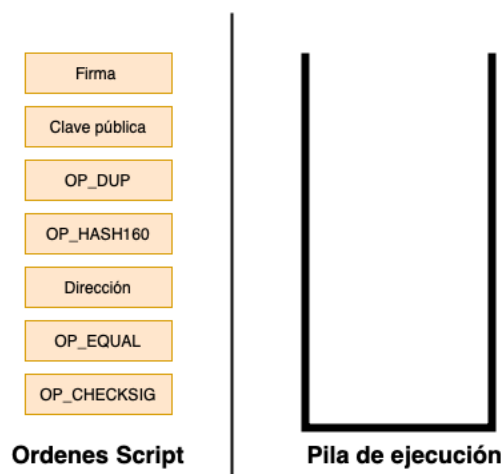 Firma
Clave pública
OP_DUP
OP_HASH160
Dirección
OP_EQUAL
OP_CHECKSIG
Ordenes Script
Pila de ejecución